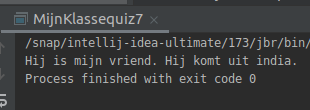 MijnKlassequiz7 ×
/snap/intellij-idea-ultimate/173/jbr/bin/
Hij is mijn vriend. Hij komt uit india.
Process finished with exit code 0